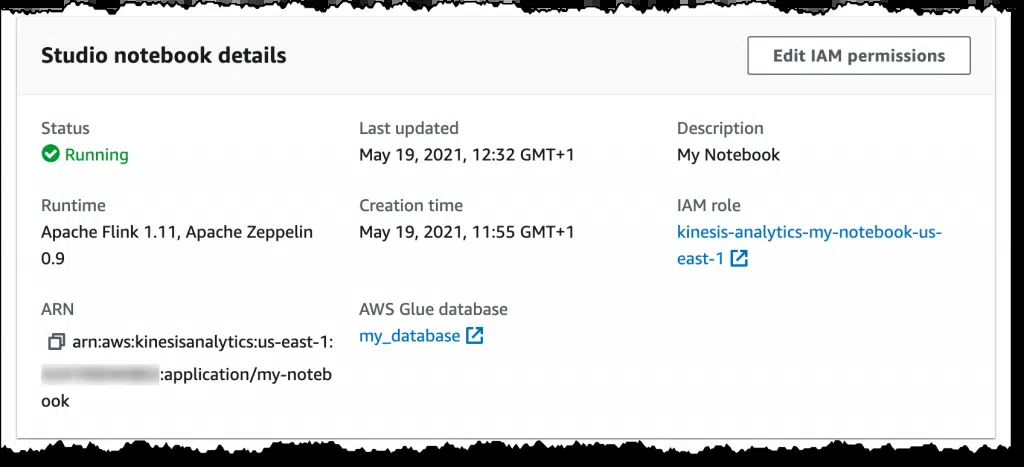 Studio notebook details
Edit IAM permissions
Status
Running
Last updated
May 19, 2021, 12:32 GMT+1
Description
My Notebook
Runtime
Apache Flink 1.11, Apache Zeppelin
0.9
Creation time
May 19, 2021, 11:55 GMT+1
IAM role
kinesis-analytics-my-notebook-us-
east-1
ARN
arn:aws:kinesisanalytics:us-east-1:
:application/my-noteb
ook
AWS Glue database
my_database